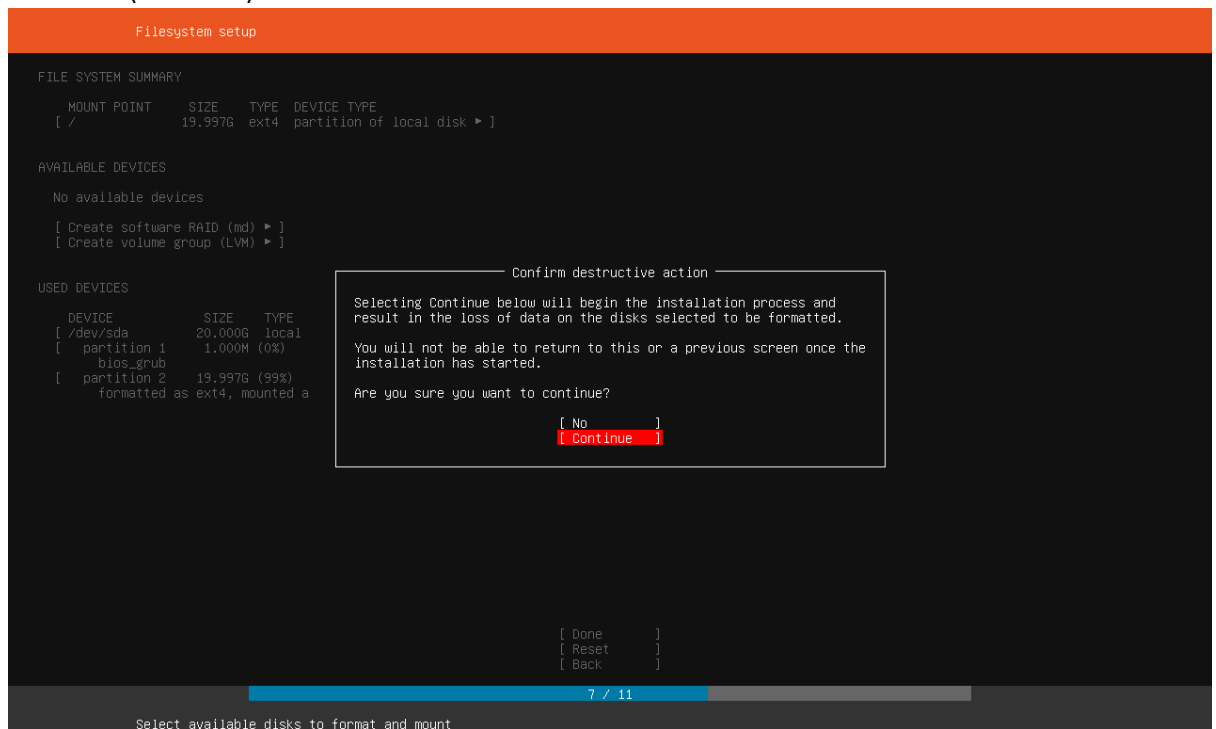 Filesystem setup
FILE SYSTEM SUMMARY
MOUNT POINT SIZE TYPE DEVICE TYPE
[ / 19.997G ext4 partition of local disk ▸ ]
AVAILABLE DEVICES
No available devices
[ Create software RAID (md) ▸ ]
[ Create volume group (LVM) ▸ ]
USED DEVICES
DEVICE SIZE TYPE
[ /dev/sda 20.000G local
[ partition 1 1.000M (0%)
bios_grub
[ partition 2 19.997G (99%)
formatted as ext4, mounted a
Confirm destructive action
Selecting Continue below will begin the installation process and
result in the loss of data on the disks selected to be formatted.
You will not be able to return to this or a previous screen once the
installation has started.
Are you sure you want to continue?
[ No ]
[ Continue ]
[ Done ]
[ Reset ]
[ Back ]
7 / 11
Select available disks to format and mount